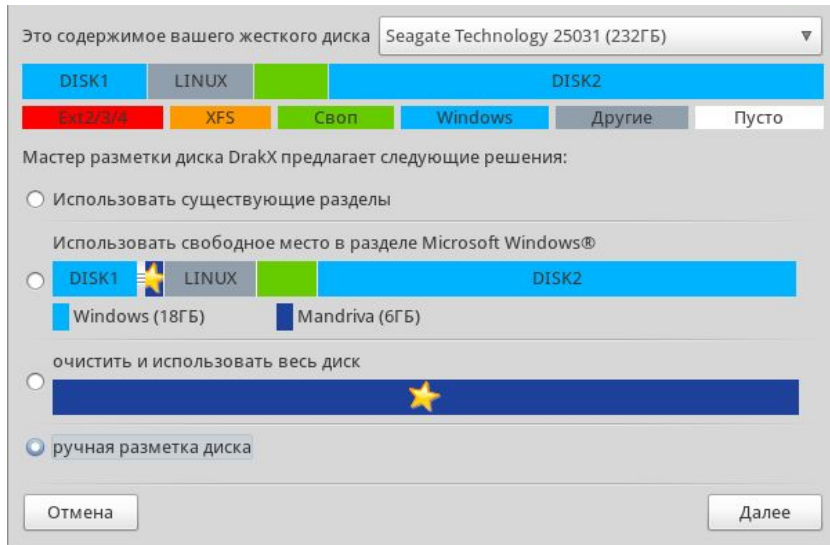 Это содержимое вашего жесткого диска Seagate Technology 25031 (232ГБ)
DISK1 LINUX DISK2
Ext2/3/4 XFS Своп Windows Другие Пусто
Мастер разметки диска DrakX предлагает следующие решения:
Использовать существующие разделы
Использовать свободное место в разделе Microsoft Windows®
DISK1 LINUX DISK2
Windows (18ГБ) Mandriva (6ГБ)
очистить и использовать весь диск
ручная разметка диска
Отмена Далее